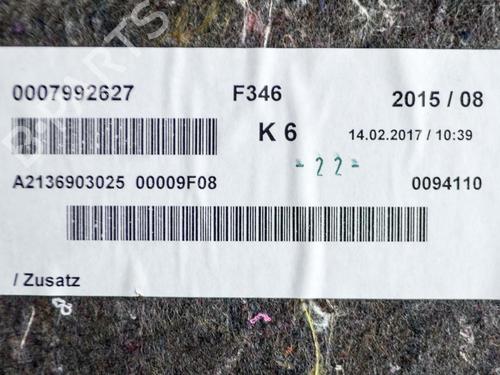 0007992627 F346 2015 / 08
K 6 14.02.2017 / 10:39
- 22 -
A2136903025 00009F08 0094110
/ Zusatz